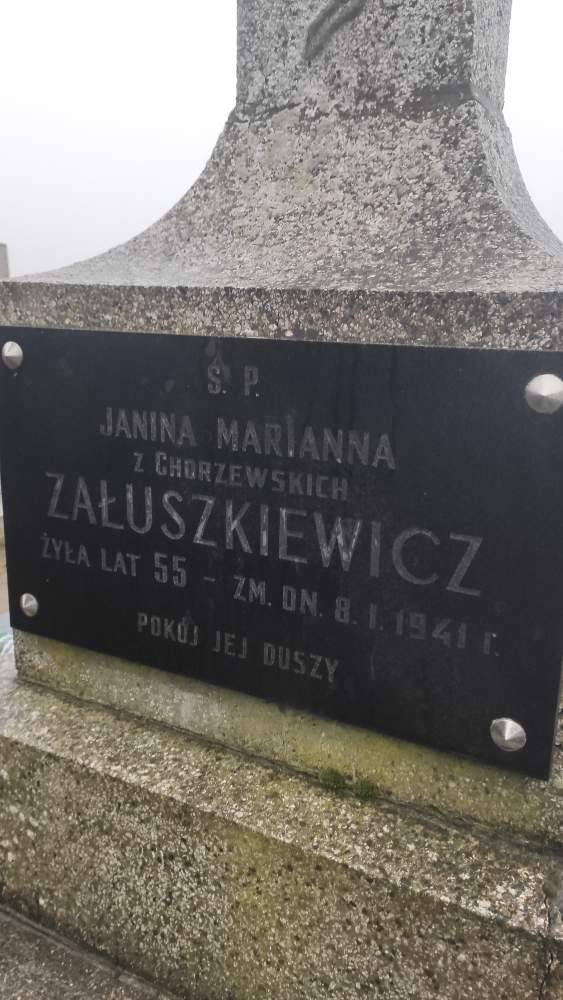 Ś. P.
JANINA MARIANNA
Z CHORZEWSKICH
ZAŁUSZKIEWICZ
ŻYŁA LAT 55 - ZM. DN. 8.I.1941 r.
POKÓJ JEJ DUSZY